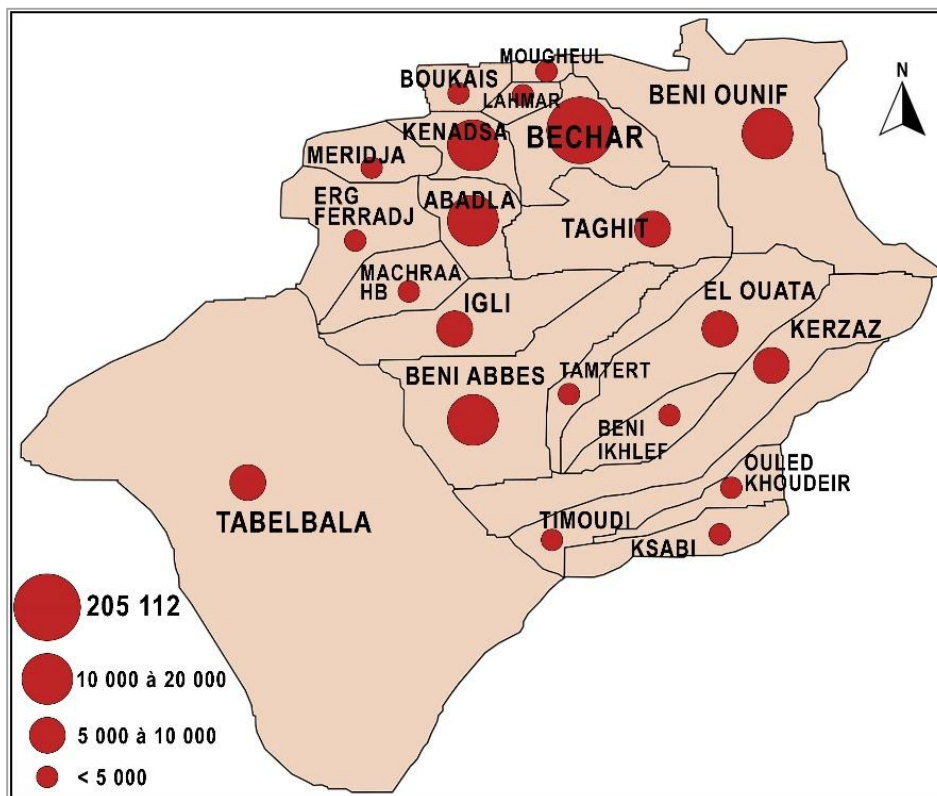 MOUGHEUL
N
BOUKAIS
LAHMAR
BENI OUNIF
KENADSA
BECHAR
MERIDJA
ERG
FERRADJ
ABADLA
TAGHIT
MACHRAA
HB
IGLI
EL OUATA
KERZAZ
BENI ABBES
TAMTERT
BENI
IKHLEF
OULED
KHOUDEIR
TABELBALA
TIMOUDI
KSABI
205 112
10 000 à 20 000
5 000 à 10 000
< 5 000